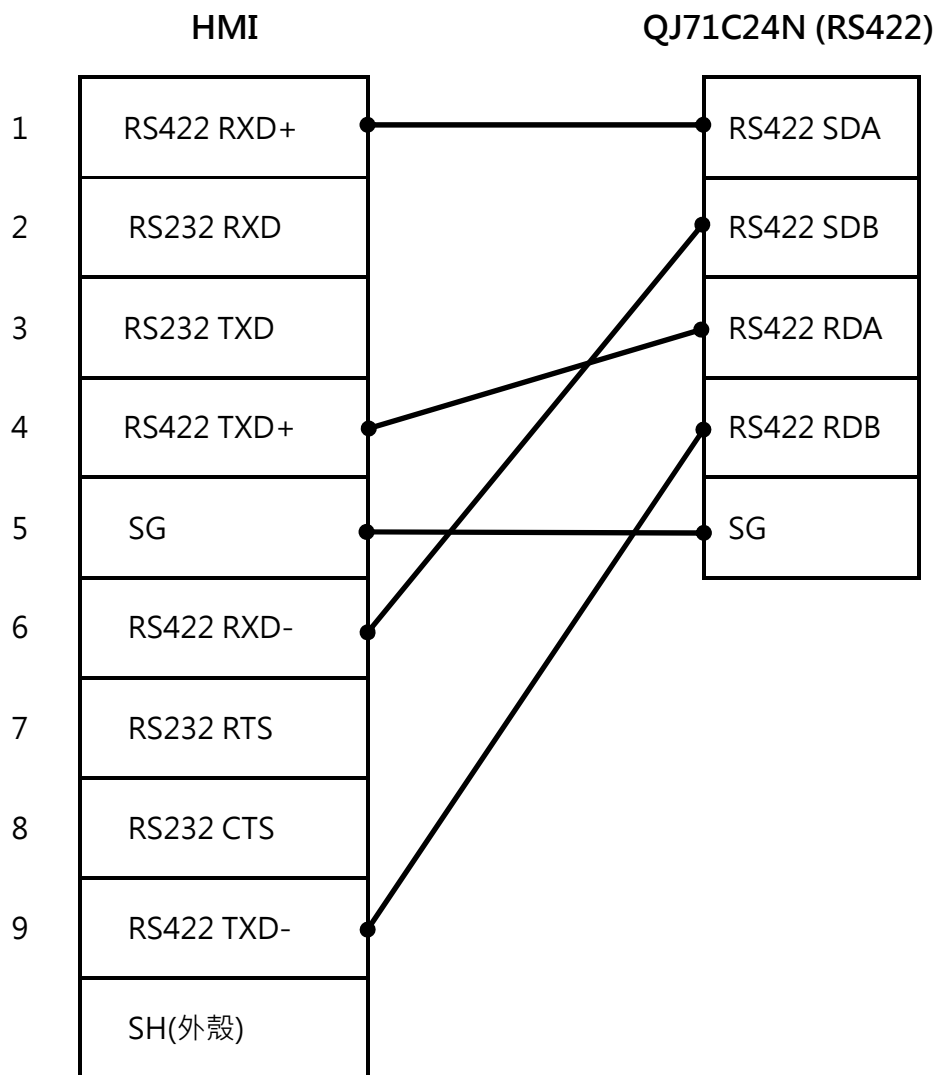 HMI QJ71C24N (RS422)
1 RS422 RXD+ RS422 SDA
2 RS232 RXD RS422 SDB
3 RS232 TXD RS422 RDA
4 RS422 TXD+ RS422 RDB
5 SG SG
6 RS422 RXD-
7 RS232 RTS
8 RS232 CTS
9 RS422 TXD-
SH(外殼)